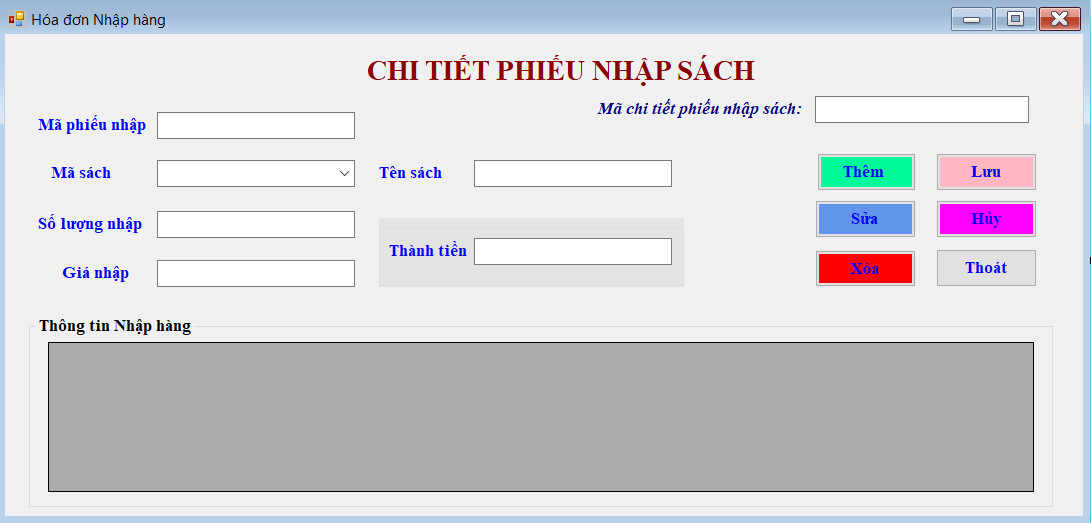 Hóa đơn Nhập hàng
CHI TIẾT PHIẾU NHẬP SÁCH
Mã chi tiết phiếu nhập sách:
Mã phiếu nhập
Mã sách
Tên sách
Thêm
Lưu
Số lượng nhập
Sửa
Hủy
Thành tiền
Giá nhập
Xóa
Thoát
Thông tin Nhập hàng